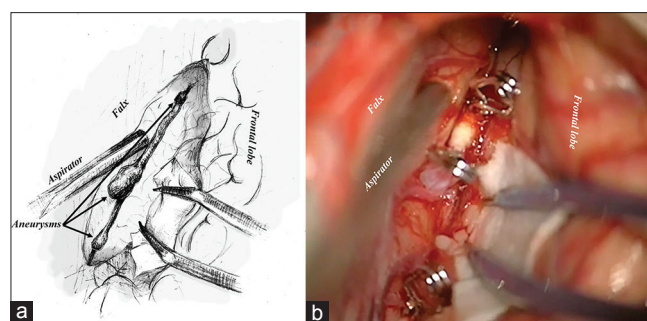 Falx
Frontal lobe
Aspirator
Aneurysms
a
Falx
Frontal lobe
Aspirator
b